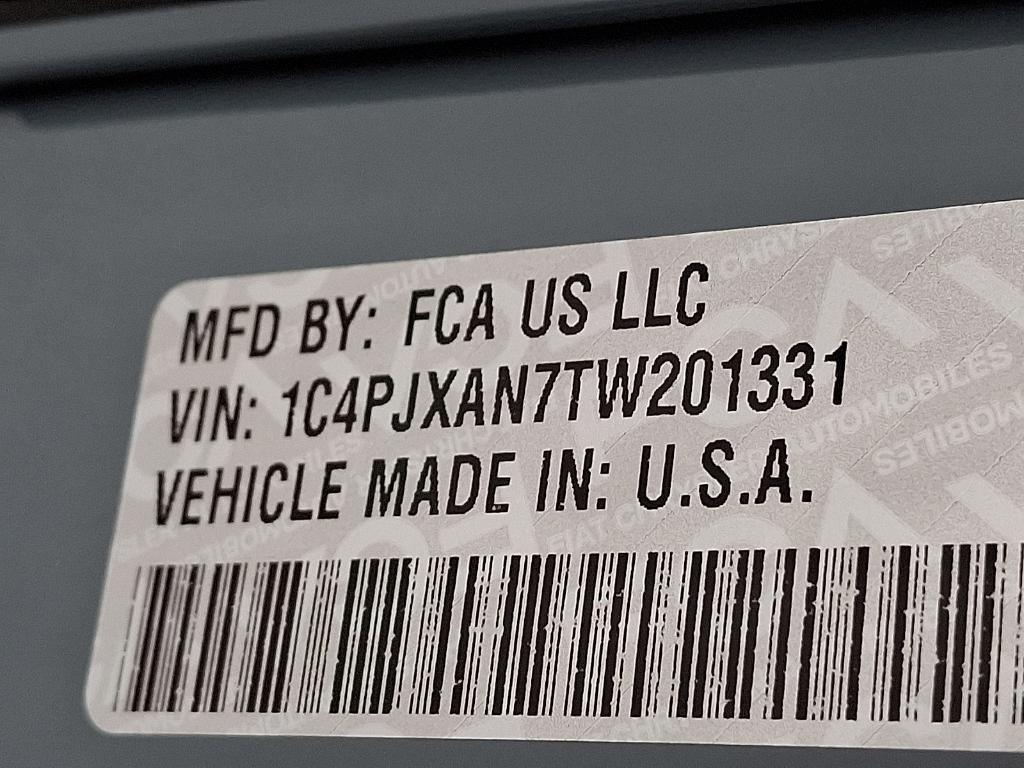 MFD BY: FCA US LLC
VIN: 1C4PJXAN7TW201331
VEHICLE MADE IN: U.S.A.